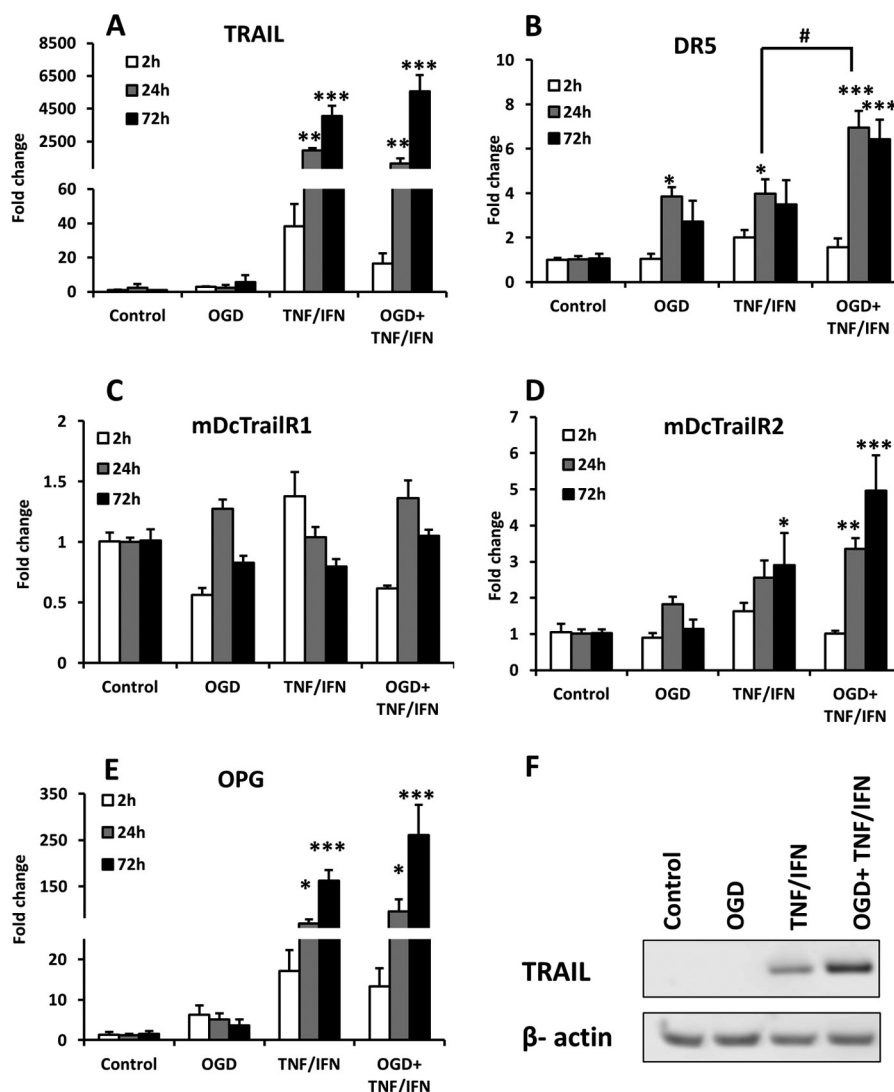 A
TRAIL
8500
6500
4500
2500
60
40
20
0
Fold change
2h
24h
72h
**
***
**
***
Control
OGD
TNF/IFN
OGD+
TNF/IFN
B
DR5
10
8
6
4
2
0
Fold change
2h
24h
72h
#
*
*
***
***
Control
OGD
TNF/IFN
OGD+
TNF/IFN
C
mDcTrailR1
2
1.5
1
0.5
0
Fold change
2h
24h
72h
Control
OGD
TNF/IFN
OGD+
TNF/IFN
D
mDcTrailR2
7
6
5
4
3
2
1
0
Fold change
2h
24h
72h
*
**
***
Control
OGD
TNF/IFN
OGD+
TNF/IFN
E
OPG
350
250
150
20
10
0
Fold change
2h
24h
72h
*
***
*
***
Control
OGD
TNF/IFN
OGD+
TNF/IFN
F
Control
OGD
TNF/IFN
OGD+ TNF/IFN
TRAIL
β- actin